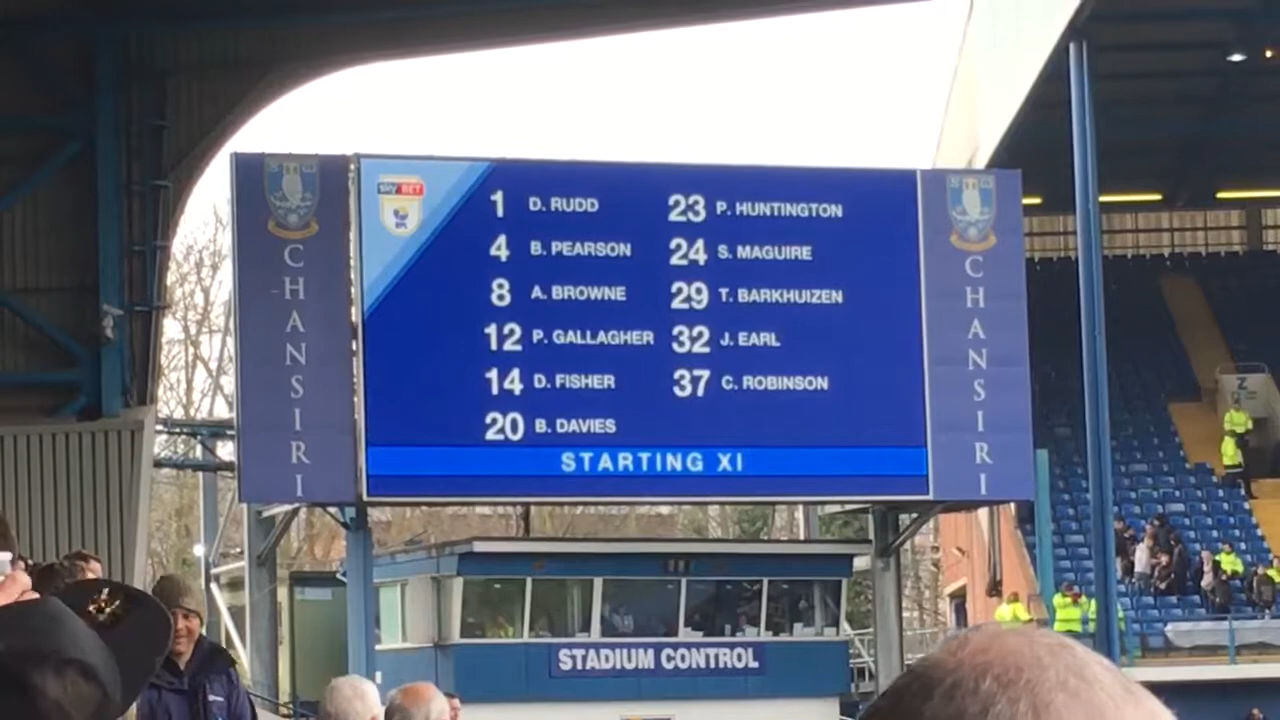 sky BET
EFL
1 D. RUDD
4 B. PEARSON
8 A. BROWNE
12 P. GALLAGHER
14 D. FISHER
20 B. DAVIES
23 P. HUNTINGTON
24 S. MAGUIRE
29 T. BARKHUIZEN
32 J. EARL
37 C. ROBINSON
STARTING XI
CHANSIRI
CHANSIRI
STADIUM CONTROL
Z